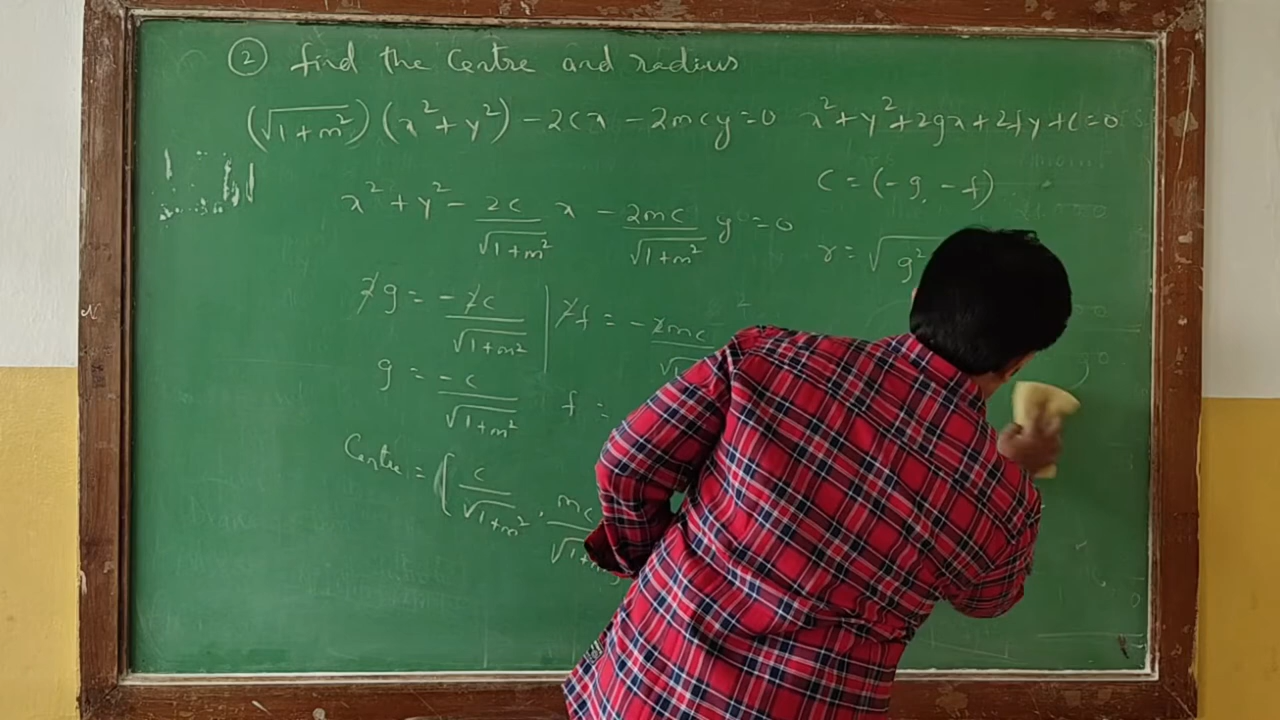 ② find the Centre and radius
(√1+m²) (x²+y²) - 2cx - 2mcy = 0 x²+y²+2gx+2fy+c=0
C = (-g, -f)
x²+y² - 2c/√1+m² x - 2mc/√1+m² y = 0
r = √g²
2g = -2c/√1+m² | 2f = -2mc/√1
g = -c/√1+m² f =
Centre = (c/√1+m², mc/√1+